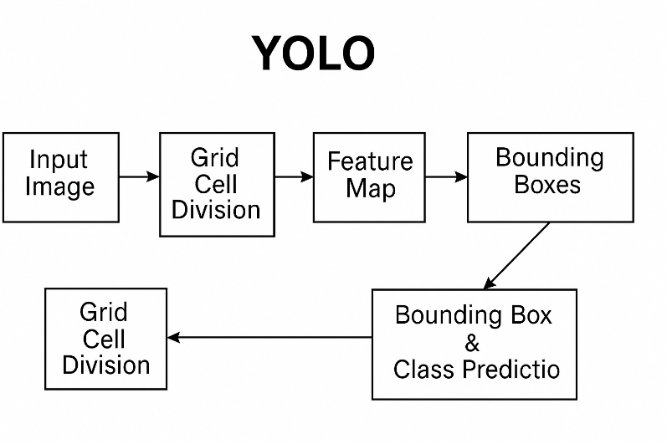 YOLO
Input
Image
Grid
Cell
Division
Feature
Map
Bounding
Boxes
Grid
Cell
Division
Bounding Box
&
Class Predictio